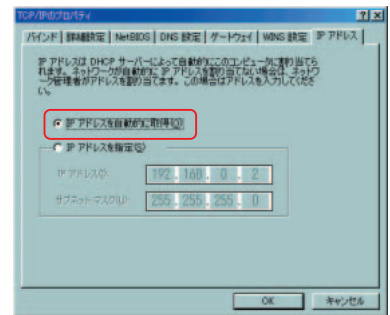 TCP/IPのプロパティ
バインド 詳細設定 NetBIOS DNS 設定 ゲートウェイ WINS 設定 IP アドレス
IP アドレスは DHCP サーバーによって自動的にこのコンピュータに割り当てら
れます。ネットワークが自動的に IP アドレスを割り当てない場合は、ネットワ
ーク管理者がアドレスを割り当てます。この場合はアドレスを入力してくださ
い。
IP アドレスを自動的に取得(O)
IP アドレスを指定(S)
IP アドレス(I):
192 . 168 . 0 . 2
サブネット マスク(U):
255 . 255 . 255 . 0
OK キャンセル